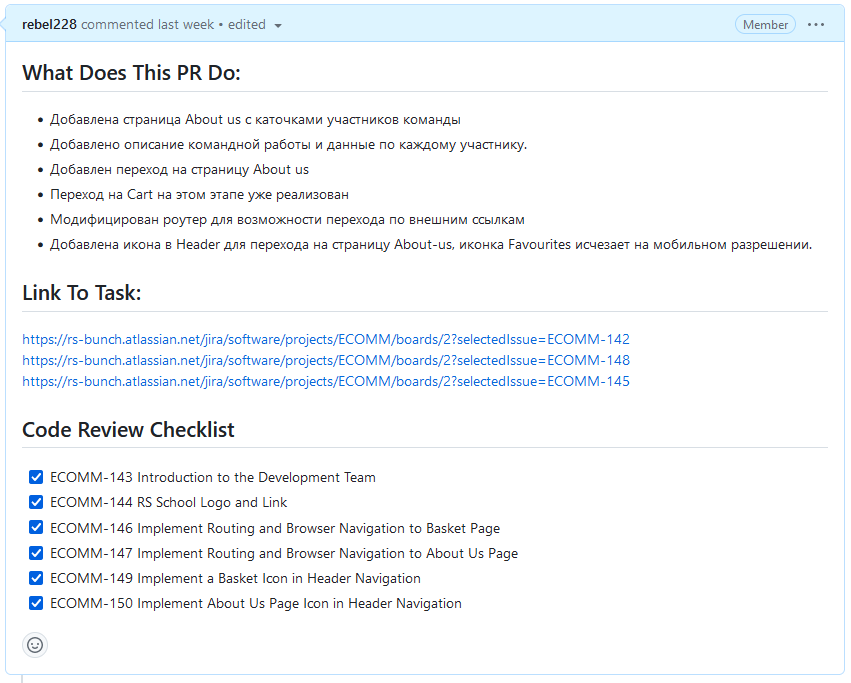 rebel228 commented last week • edited
Member
What Does This PR Do:
Добавлена страница About us с каточками участников команды
Добавлено описание командной работы и данные по каждому участнику.
Добавлен переход на страницу About us
Переход на Cart на этом этапе уже реализован
Модифицирован роутер для возможности перехода по внешним ссылкам
Добавлена икона в Header для перехода на страницу About-us, иконка Favourites исчезает на мобильном разрешении.
Link To Task:
https://rs-bunch.atlassian.net/jira/software/projects/ECOMM/boards/2?selectedIssue=ECOMM-142
https://rs-bunch.atlassian.net/jira/software/projects/ECOMM/boards/2?selectedIssue=ECOMM-148
https://rs-bunch.atlassian.net/jira/software/projects/ECOMM/boards/2?selectedIssue=ECOMM-145
Code Review Checklist
ECOMM-143 Introduction to the Development Team
ECOMM-144 RS School Logo and Link
ECOMM-146 Implement Routing and Browser Navigation to Basket Page
ECOMM-147 Implement Routing and Browser Navigation to About Us Page
ECOMM-149 Implement a Basket Icon in Header Navigation
ECOMM-150 Implement About Us Page Icon in Header Navigation